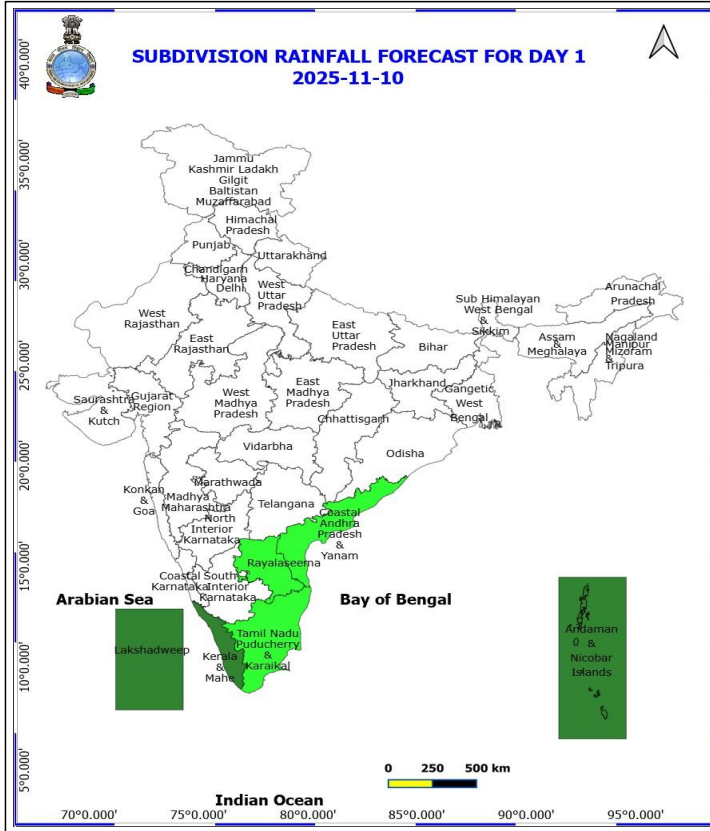 SUBDIVISION RAINFALL FORECAST FOR DAY 1
2025-11-10
40°0.000'
35°0.000'
30°0.000'
25°0.000'
20°0.000'
15°0.000'
10°0.000'
5°0.000'
Jammu
Kashmir Ladakh
Gilgit
Baltistan
Muzaffarabad
Himachal
Pradesh
Punjab
Uttarakhand
Chandigarh
Haryana
Delhi
West
Uttar
Pradesh
Arunachal
Pradesh
Sub Himalayan
West Bengal
&
Sikkim
West
Rajasthan
East
Rajasthan
East
Uttar
Pradesh
Bihar
Assam
&
Meghalaya
Nagaland
Manipur
Mizoram
&
Tripura
Saurashtra
&
Kutch
Gujarat
Region
West
Madhya
Pradesh
East
Madhya
Pradesh
Jharkhand
Gangetic
West
Bengal
Chhattisgarh
Odisha
Vidarbha
Konkan
&
Goa
Marathwada
Madhya
Maharashtra
Telangana
North
Interior
Karnataka
Coastal
Andhra
Pradesh
&
Yanam
Rayalaseema
Coastal
Karnataka
South
Interior
Karnataka
Arabian Sea
Bay of Bengal
Lakshadweep
Kerala
&
Mahe
Tamil Nadu
Puducherry
&
Karaikal
Andaman
&
Nicobar
Islands
0 250 500 km
Indian Ocean
70°0.000' 75°0.000' 80°0.000' 85°0.000' 90°0.000' 95°0.000'